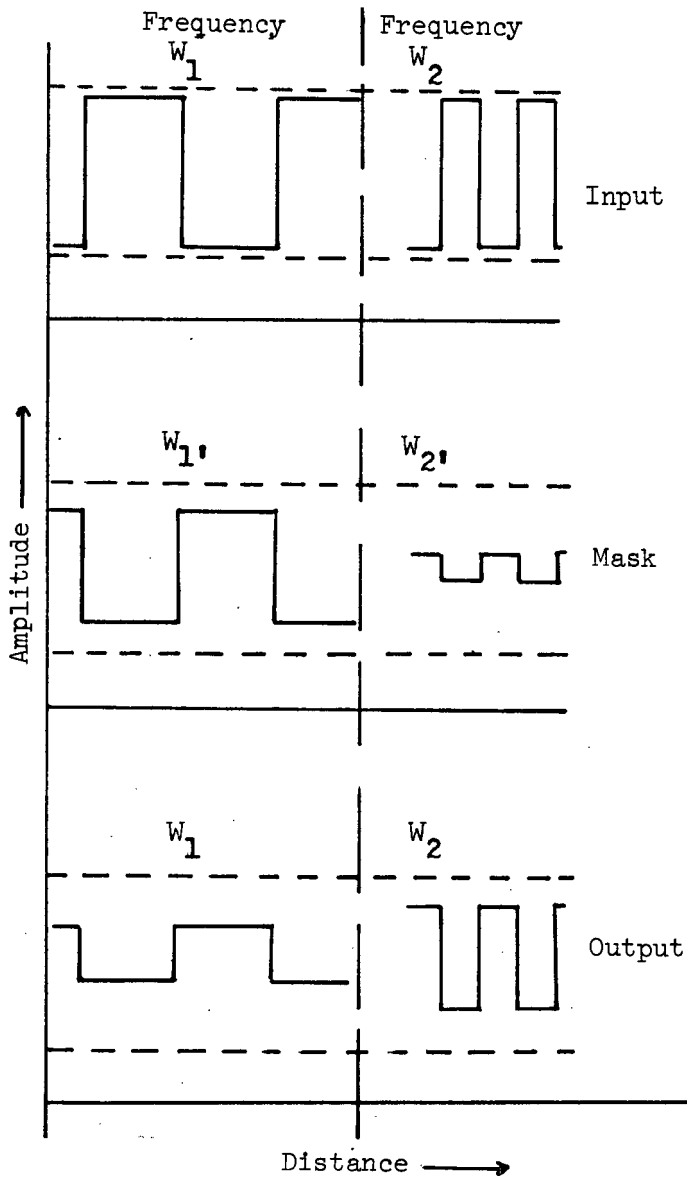 Frequency Frequency
W1 W2
Input
W1' W2'
Mask
Amplitude
W1 W2
Output
Distance